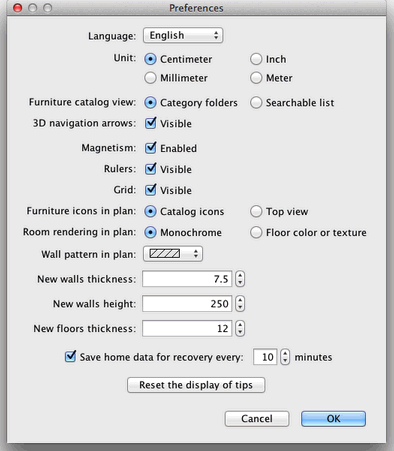 Preferences
Language: English
Unit: Centimeter Inch
Millimeter Meter
Furniture catalog view: Category folders Searchable list
3D navigation arrows: Visible
Magnetism: Enabled
Rulers: Visible
Grid: Visible
Furniture icons in plan: Catalog icons Top view
Room rendering in plan: Monochrome Floor color or texture
Wall pattern in plan:
New walls thickness: 7.5
New walls height: 250
New floors thickness: 12
Save home data for recovery every: 10 minutes
Reset the display of tips
Cancel OK